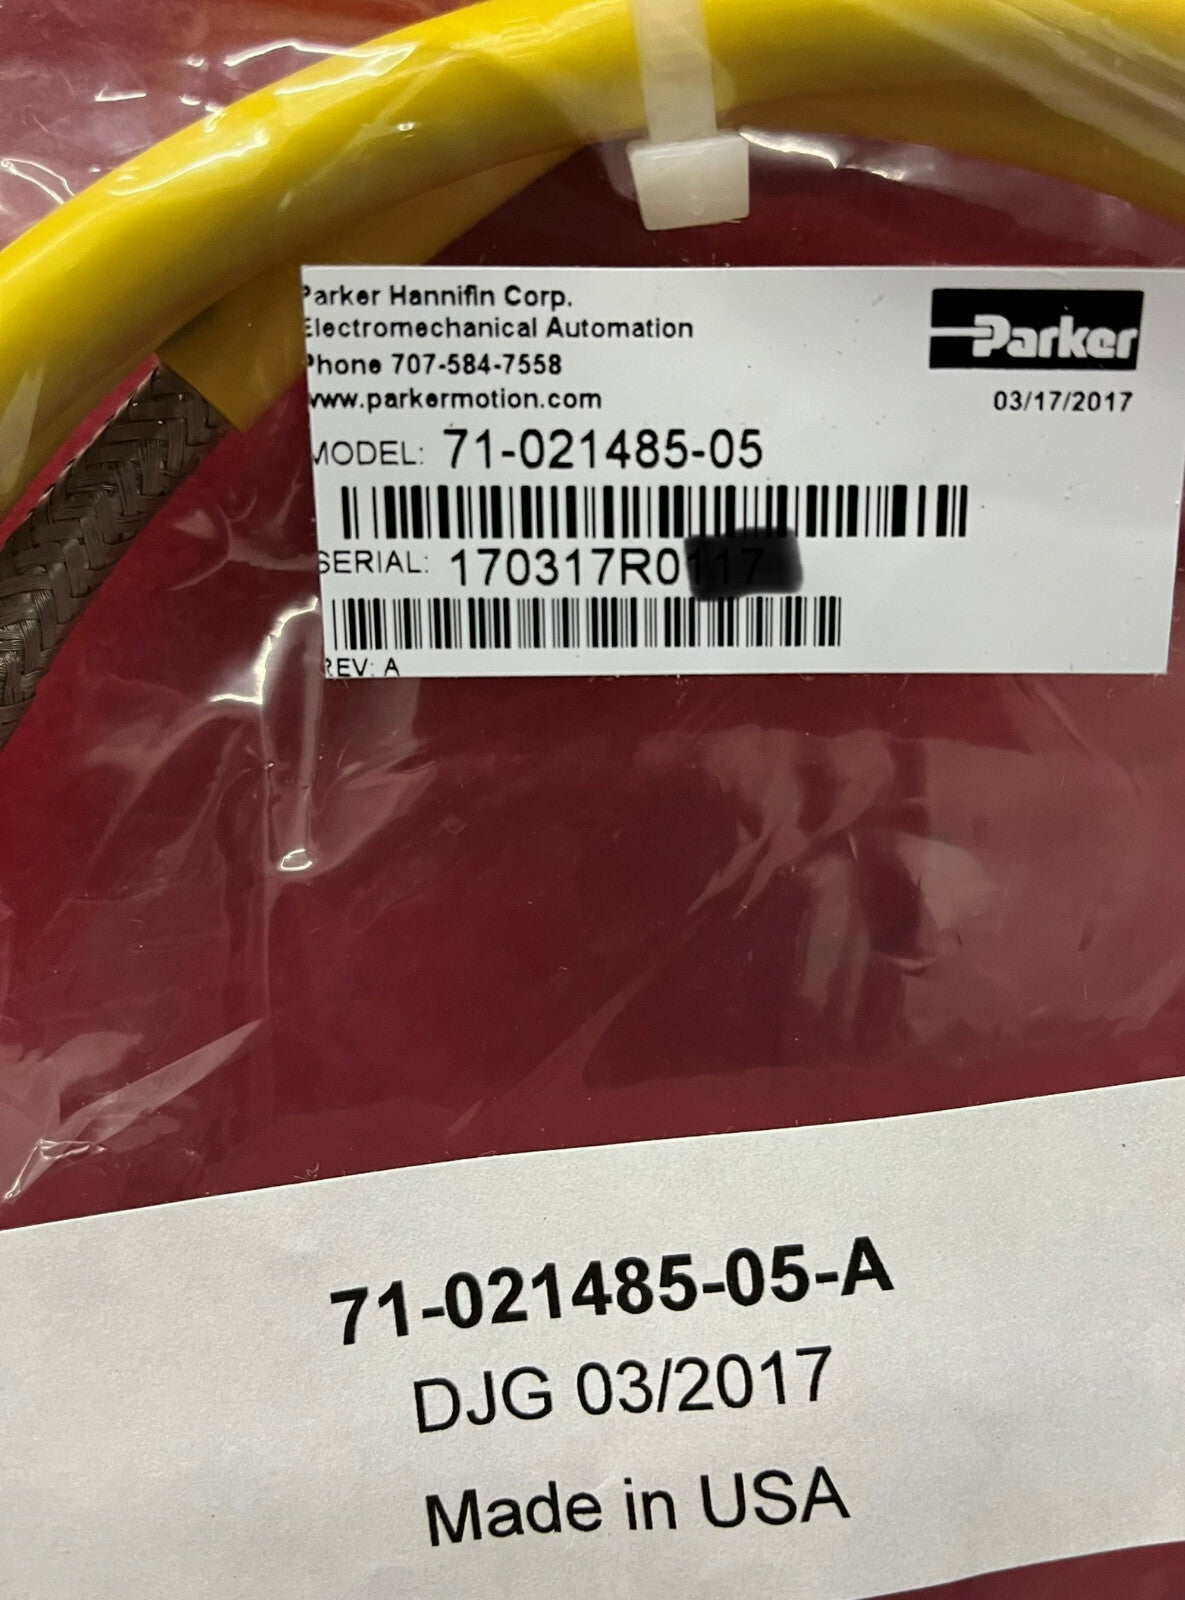 Parker Hannifin Corp.
Electromechanical Automation
Phone 707-584-7558
www.parkermotion.com
Parker
03/17/2017
MODEL: 71-021485-05
SERIAL: 170317R0117
REV: A
71-021485-05-A
DJG 03/2017
Made in USA